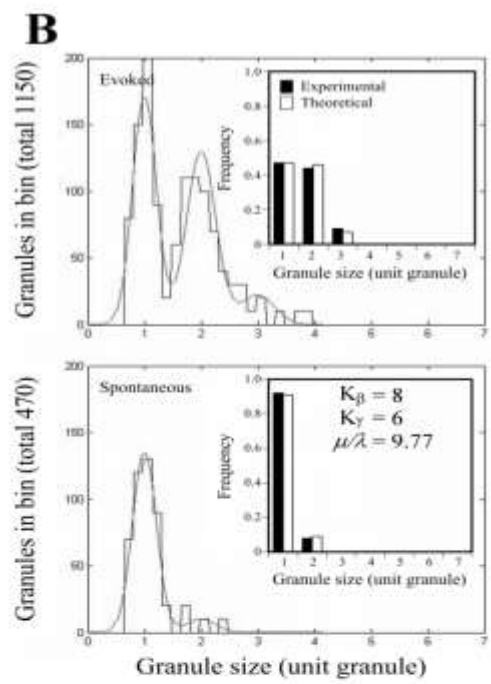 B
Granules in bin (total 1150)
200
150
100
50
0
Evoked
Frequency
1.0
0.8
0.6
0.4
0.2
0
Experimental
Theoretical
1 2 3 4 5 6 7
Granule size (unit granule)
0 1 2 3 4 5 6 7
Granules in bin (total 470)
200
150
100
50
0
Spontaneous
Frequency
1.0
0.8
0.6
0.4
0.2
0
Kβ = 8
Kγ = 6
μ/λ = 9.77
1 2 3 4 5 6 7
Granule size (unit granule)
0 1 2 3 4 5 6 7
Granule size (unit granule)